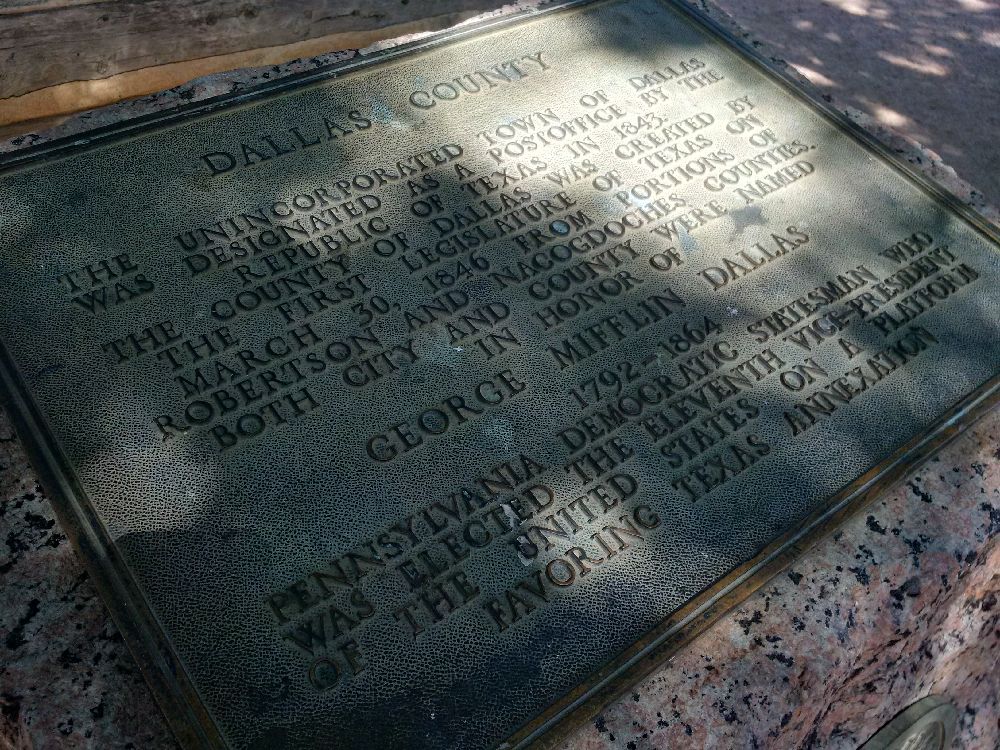 DALLAS COUNTY
THE UNINCORPORATED TOWN OF DALLAS
WAS DESIGNATED AS A POSTOFFICE BY THE
REPUBLIC OF TEXAS IN 1843.
THE COUNTY OF DALLAS WAS CREATED BY
THE FIRST LEGISLATURE OF TEXAS ON
MARCH 30, 1846 FROM PORTIONS OF
ROBERTSON AND NACOGDOCHES COUNTIES.
BOTH CITY AND COUNTY WERE NAMED
IN HONOR OF
GEORGE MIFFLIN DALLAS
1792-1864
PENNSYLVANIA DEMOCRATIC STATESMAN WHO
WAS ELECTED THE ELEVENTH VICE-PRESIDENT
OF THE UNITED STATES ON A PLATFORM
FAVORING TEXAS ANNEXATION